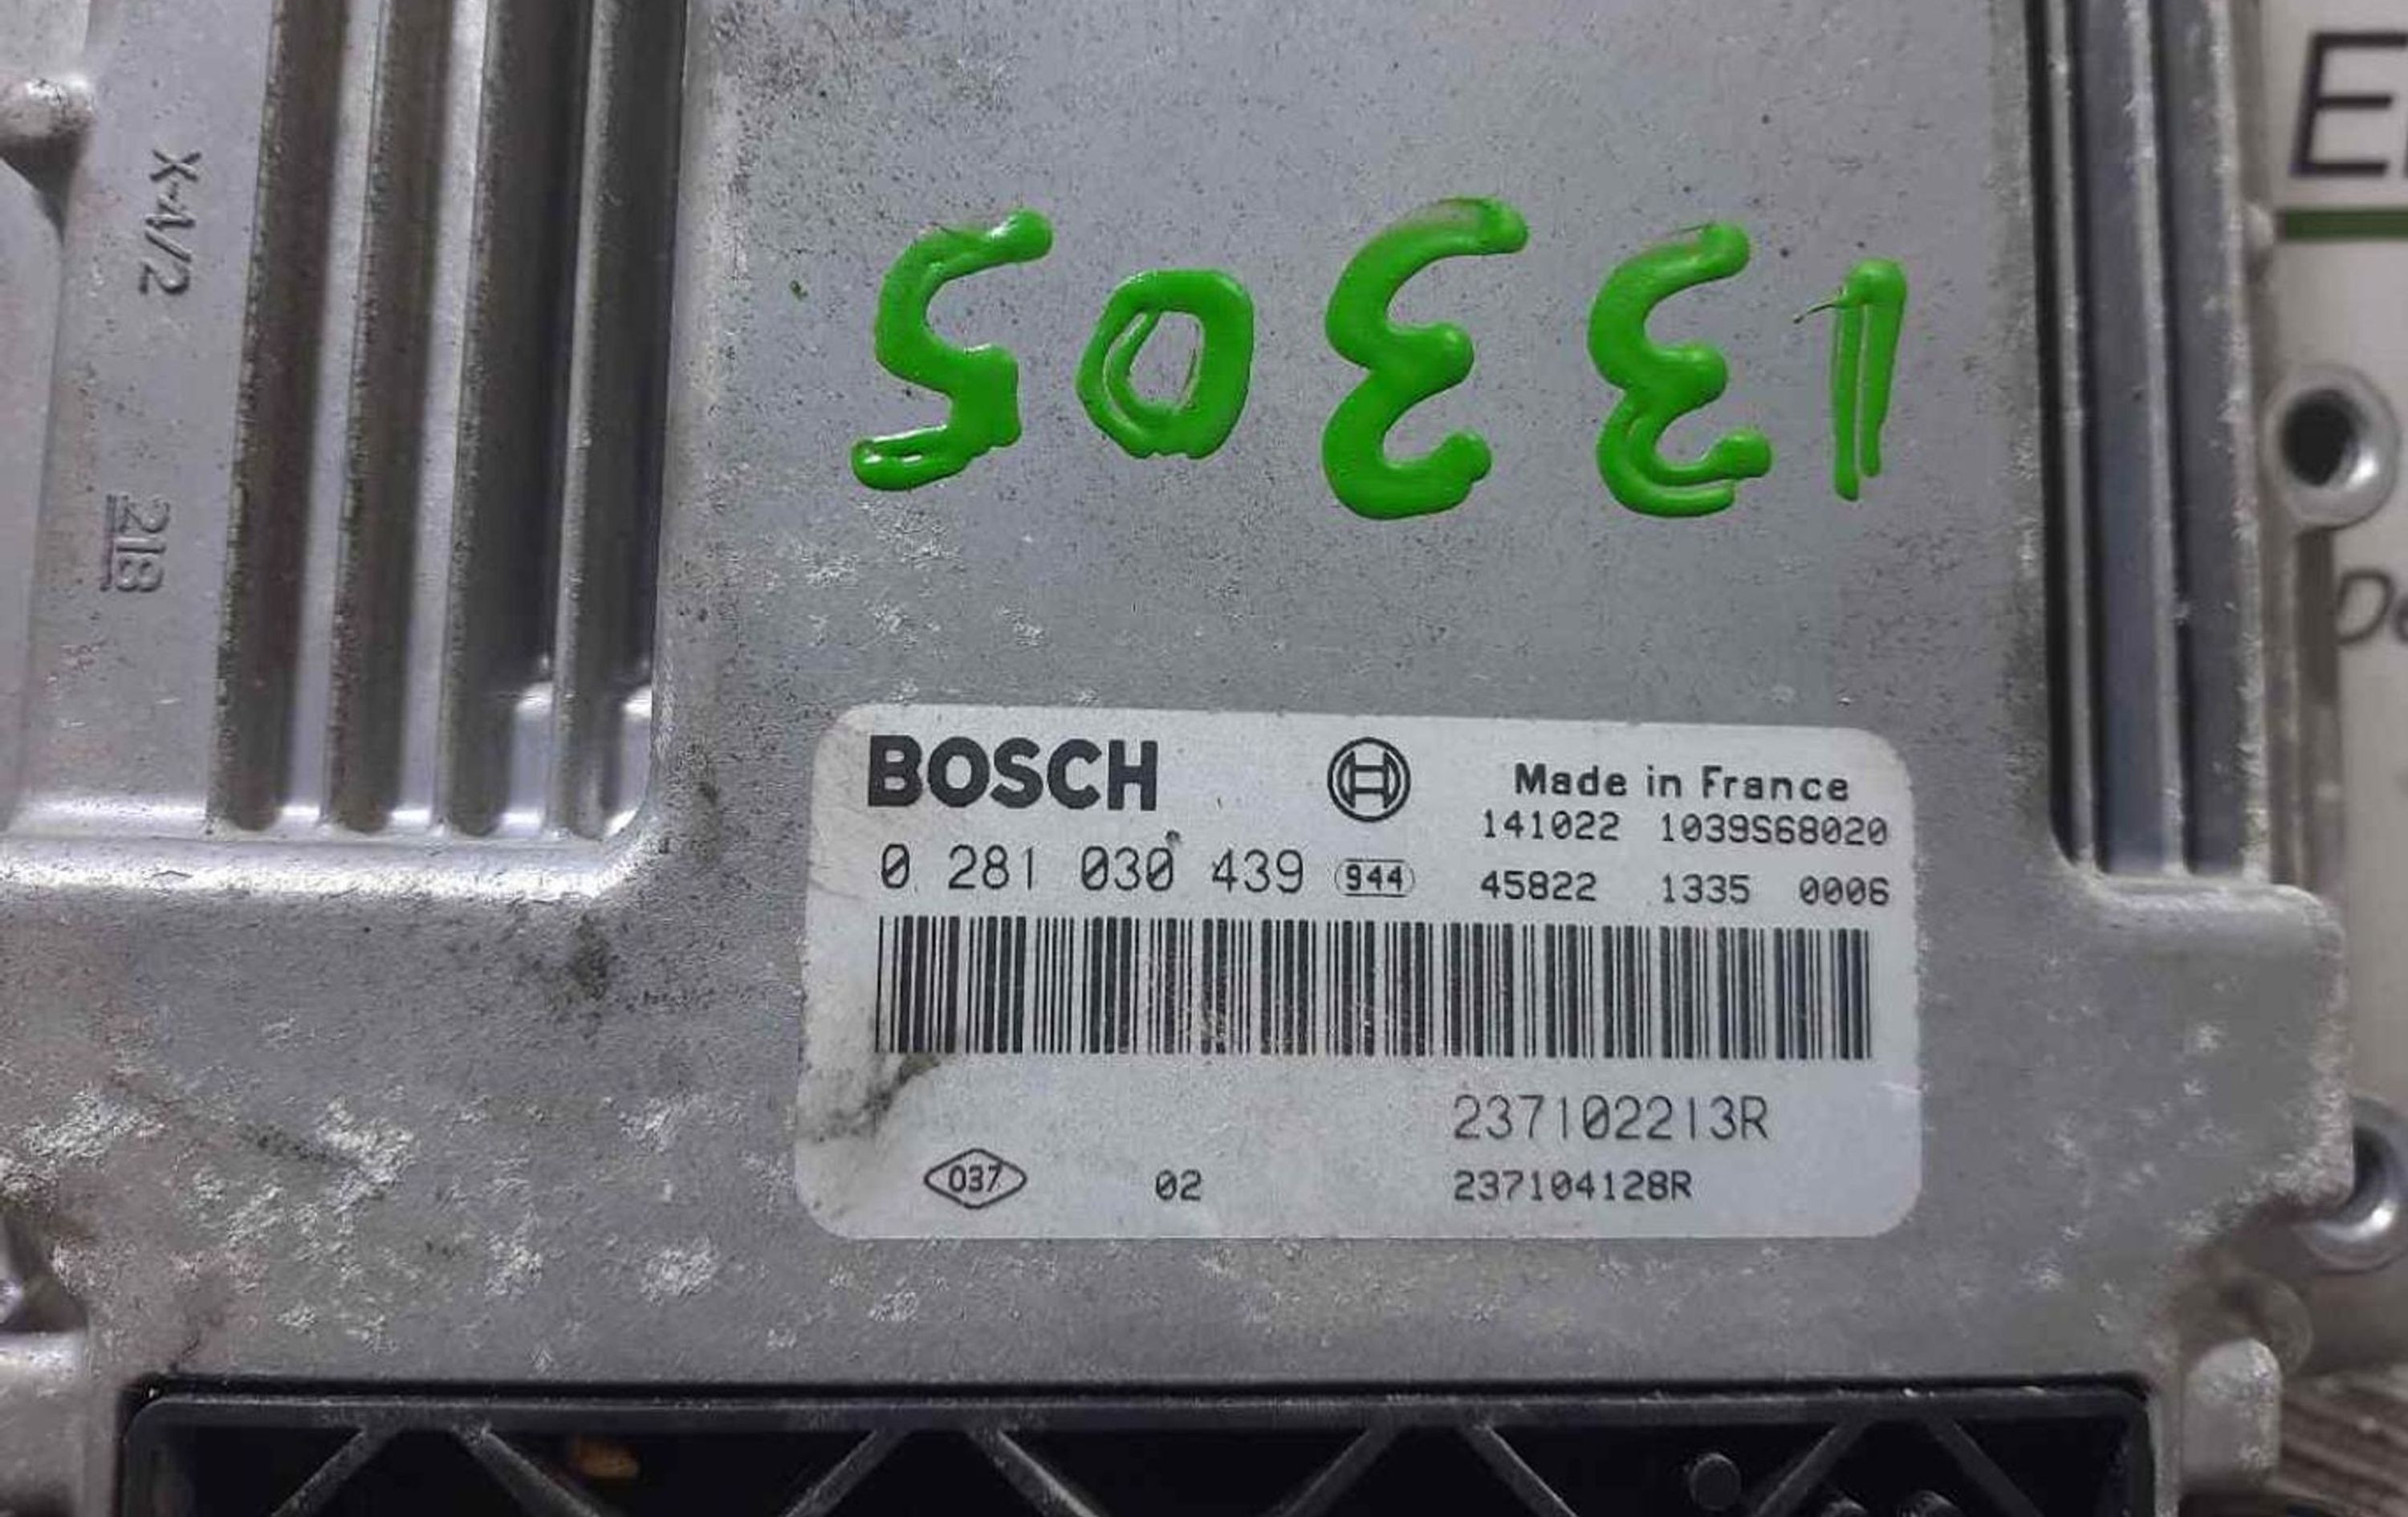 X-4/2
218
13305
BOSCH
Made in France
141022 1039S68020
0 281 030 439 944 45822 1335 0006
237102213R
037 02 237104128R